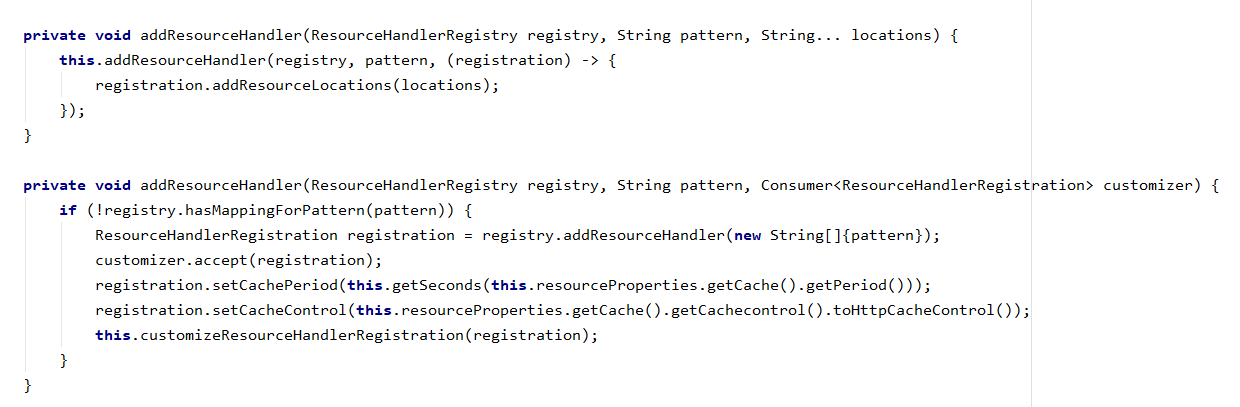 private void addResourceHandler(ResourceHandlerRegistry registry, String pattern, String... locations) {
    this.addResourceHandler(registry, pattern, (registration) -> {
        registration.addResourceLocations(locations);
    });
}

private void addResourceHandler(ResourceHandlerRegistry registry, String pattern, Consumer<ResourceHandlerRegistration> customizer) {
    if (!registry.hasMappingForPattern(pattern)) {
        ResourceHandlerRegistration registration = registry.addResourceHandler(new String[]{pattern});
        customizer.accept(registration);
        registration.setCachePeriod(this.getSeconds(this.resourceProperties.getCache().getPeriod()));
        registration.setCacheControl(this.resourceProperties.getCache().getCachecontrol().toHttpCacheControl());
        this.customizeResourceHandlerRegistration(registration);
    }
}